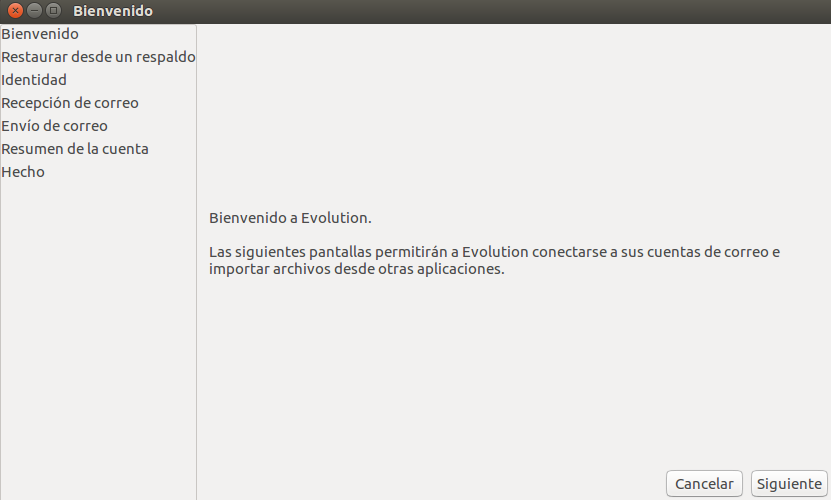 Bienvenido
Bienvenido
Restaurar desde un respaldo
Identidad
Recepción de correo
Envío de correo
Resumen de la cuenta
Hecho
Bienvenido a Evolution.
Las siguientes pantallas permitirán a Evolution conectarse a sus cuentas de correo e
importar archivos desde otras aplicaciones.
Cancelar
Siguiente